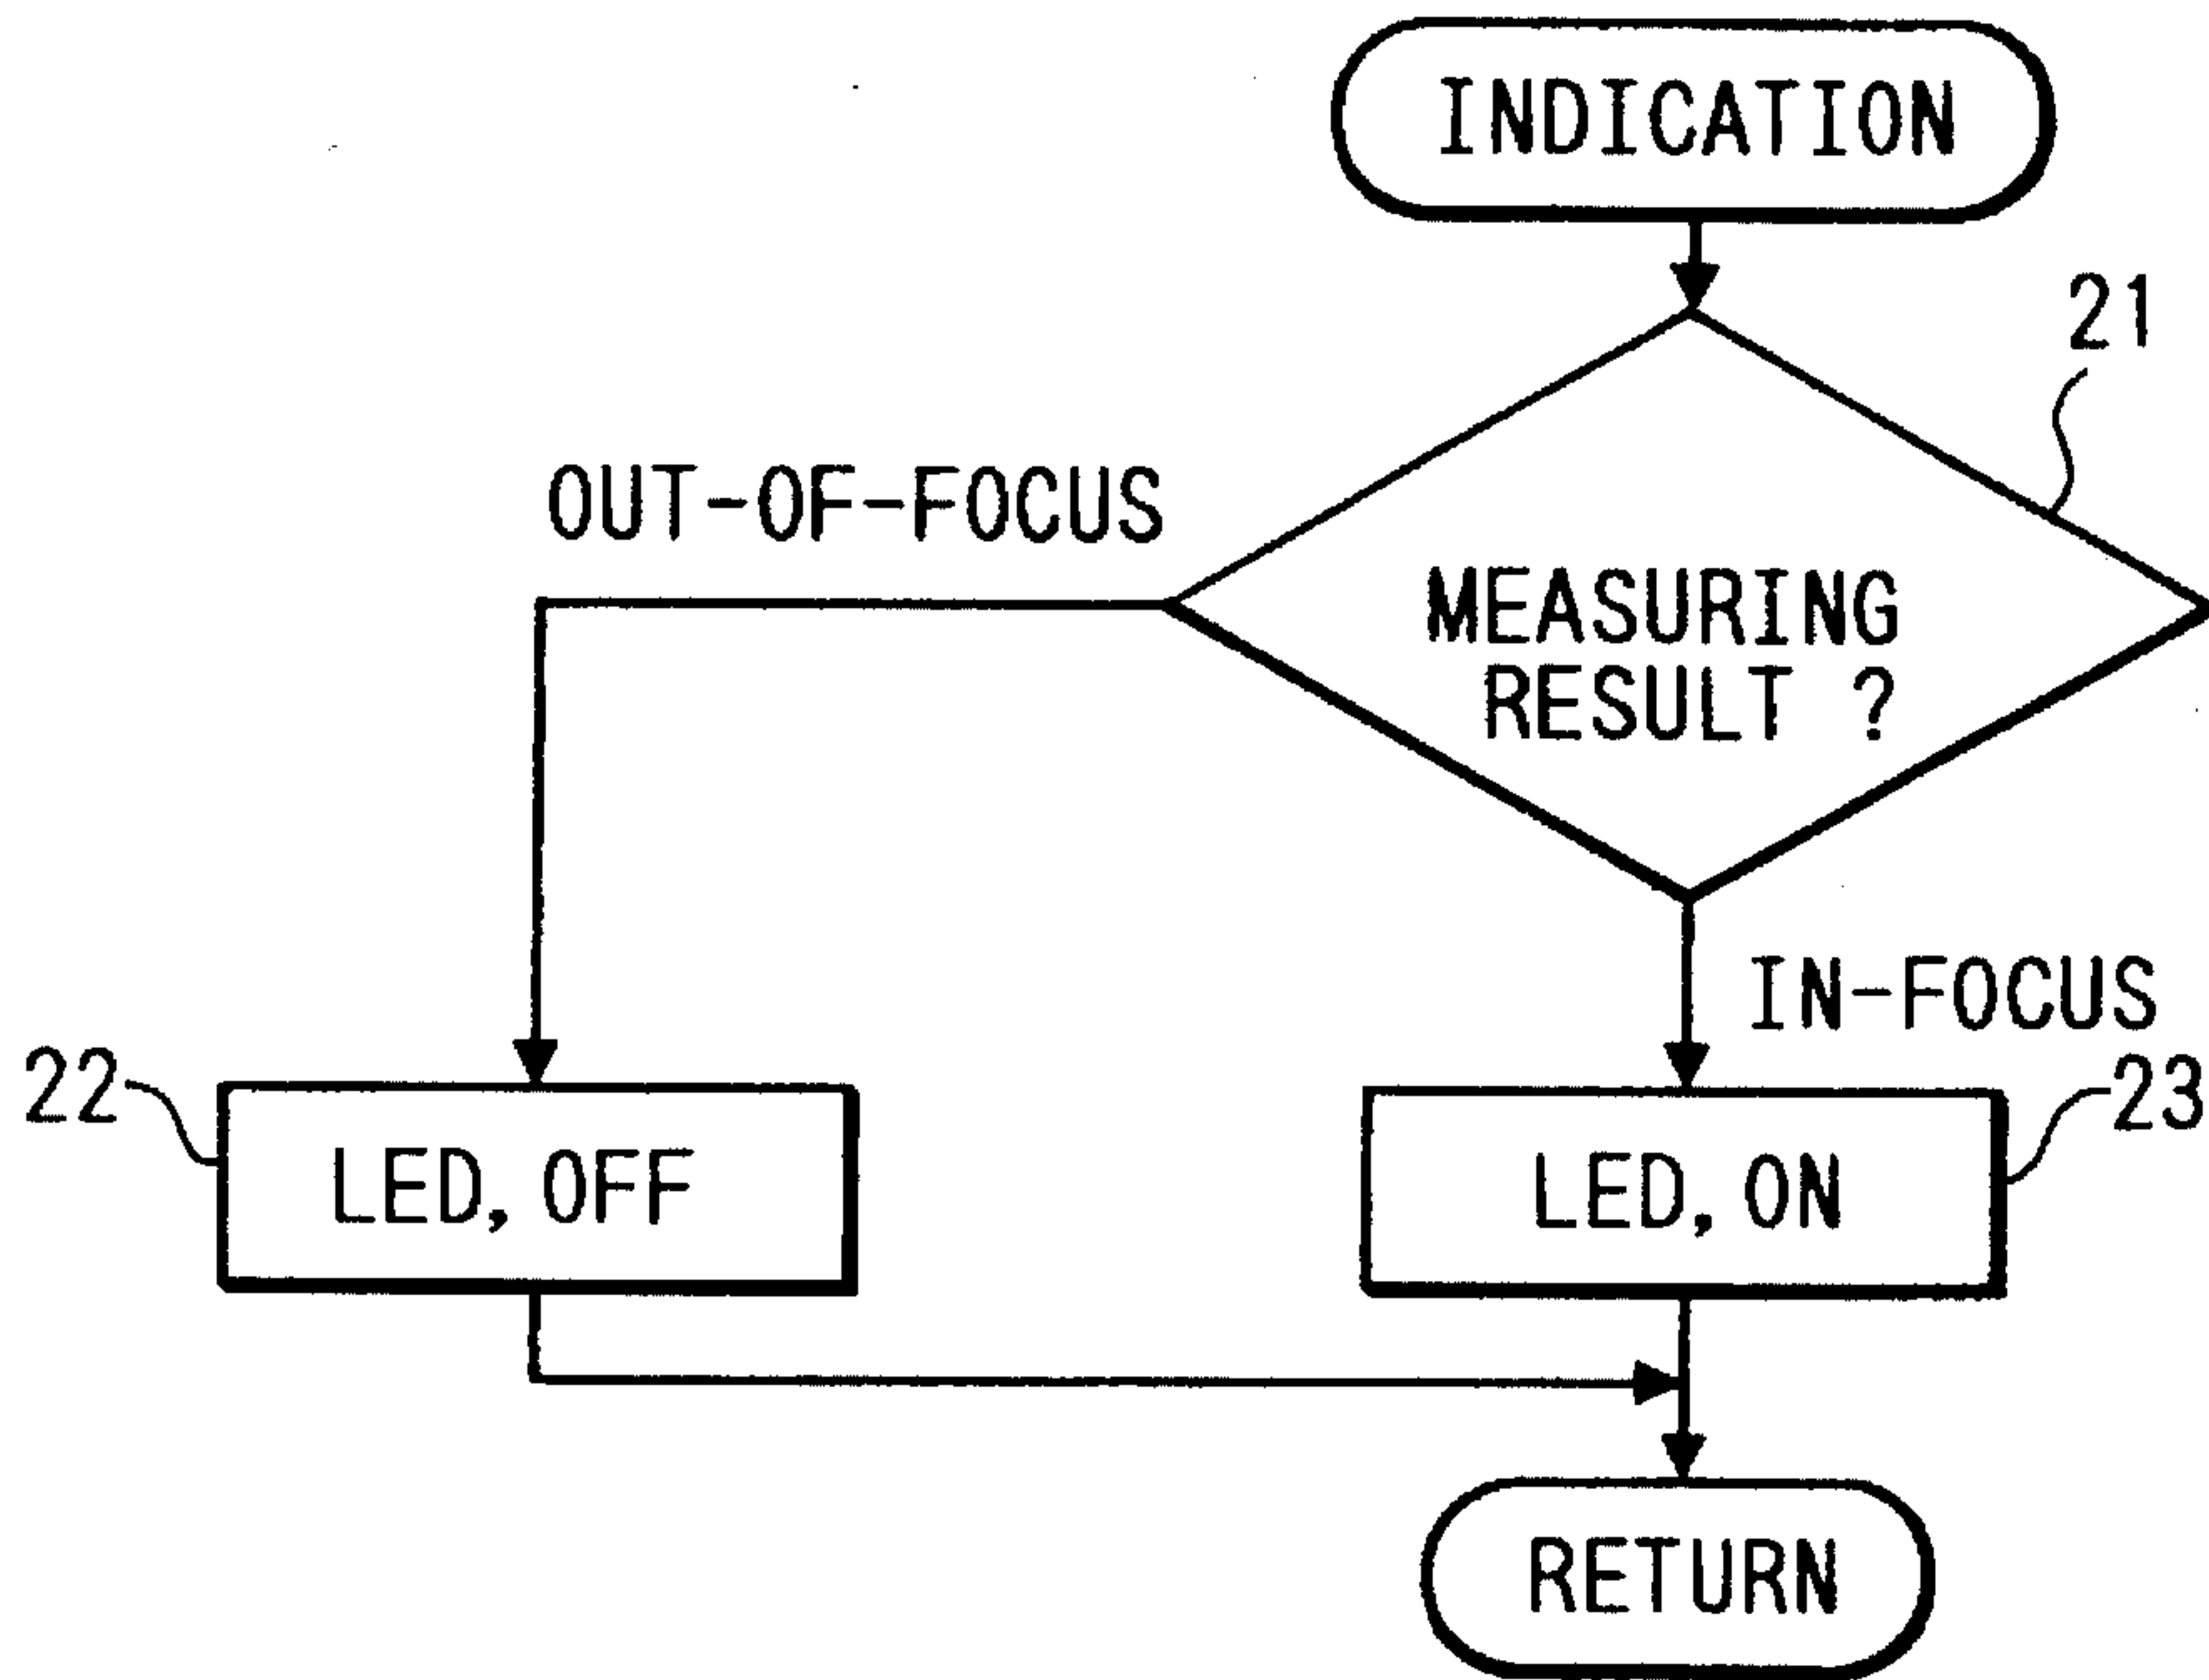 INDICATION
21
OUT-OF-FOCUS
MEASURING
RESULT ?
IN-FOCUS
22
LED, OFF
LED, ON
23
RETURN